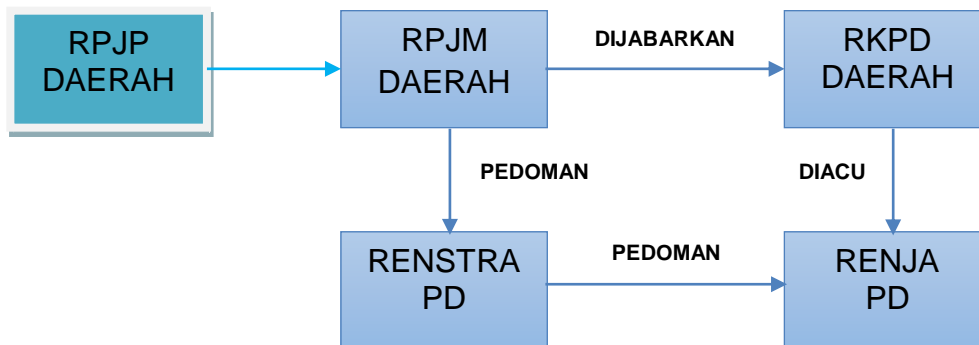 RPJP
DAERAH
RPJM
DAERAH
DIJABARKAN
RKPD
DAERAH
PEDOMAN
DIACU
RENSTRA
PD
PEDOMAN
RENJA
PD